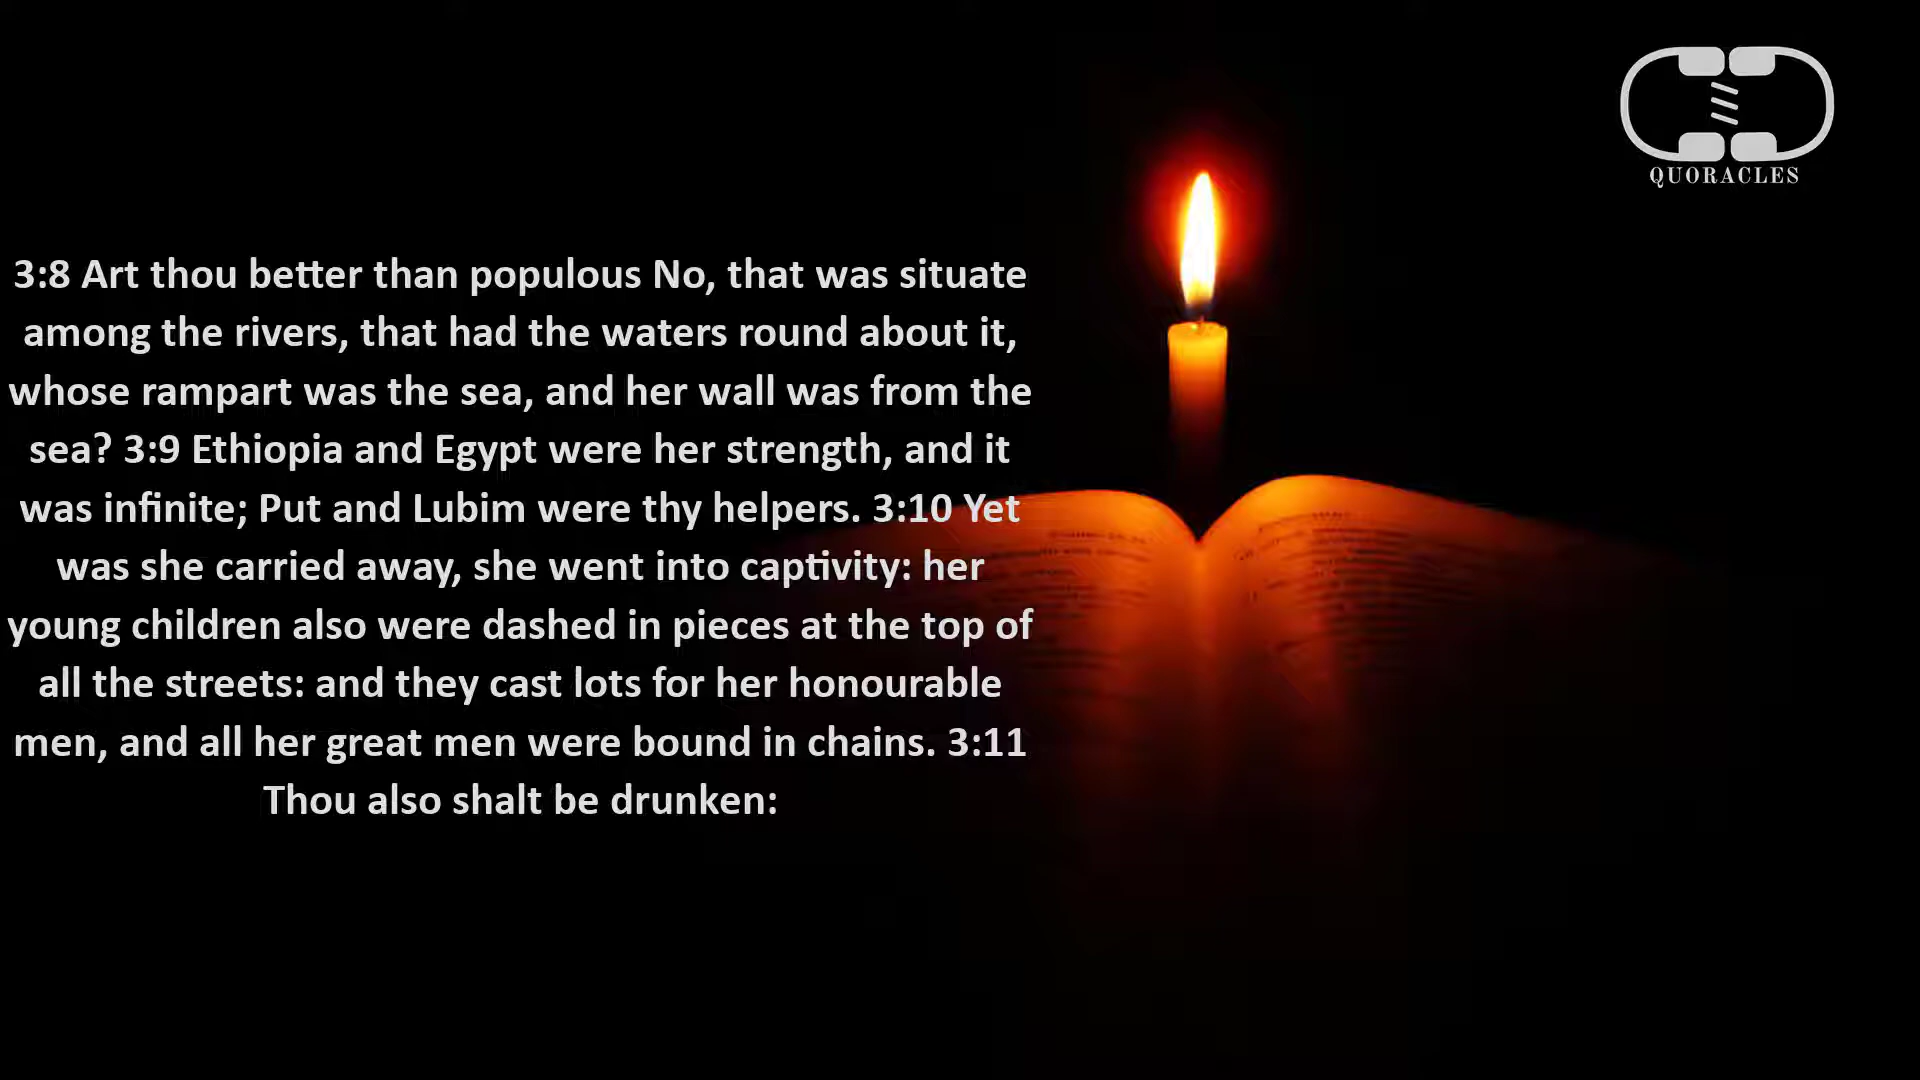 QUORACLES
3:8 Art thou better than populous No, that was situate
among the rivers, that had the waters round about it,
whose rampart was the sea, and her wall was from the
sea? 3:9 Ethiopia and Egypt were her strength, and it
was infinite; Put and Lubim were thy helpers. 3:10 Yet
was she carried away, she went into captivity: her
young children also were dashed in pieces at the top of
all the streets: and they cast lots for her honourable
men, and all her great men were bound in chains. 3:11
Thou also shalt be drunken: